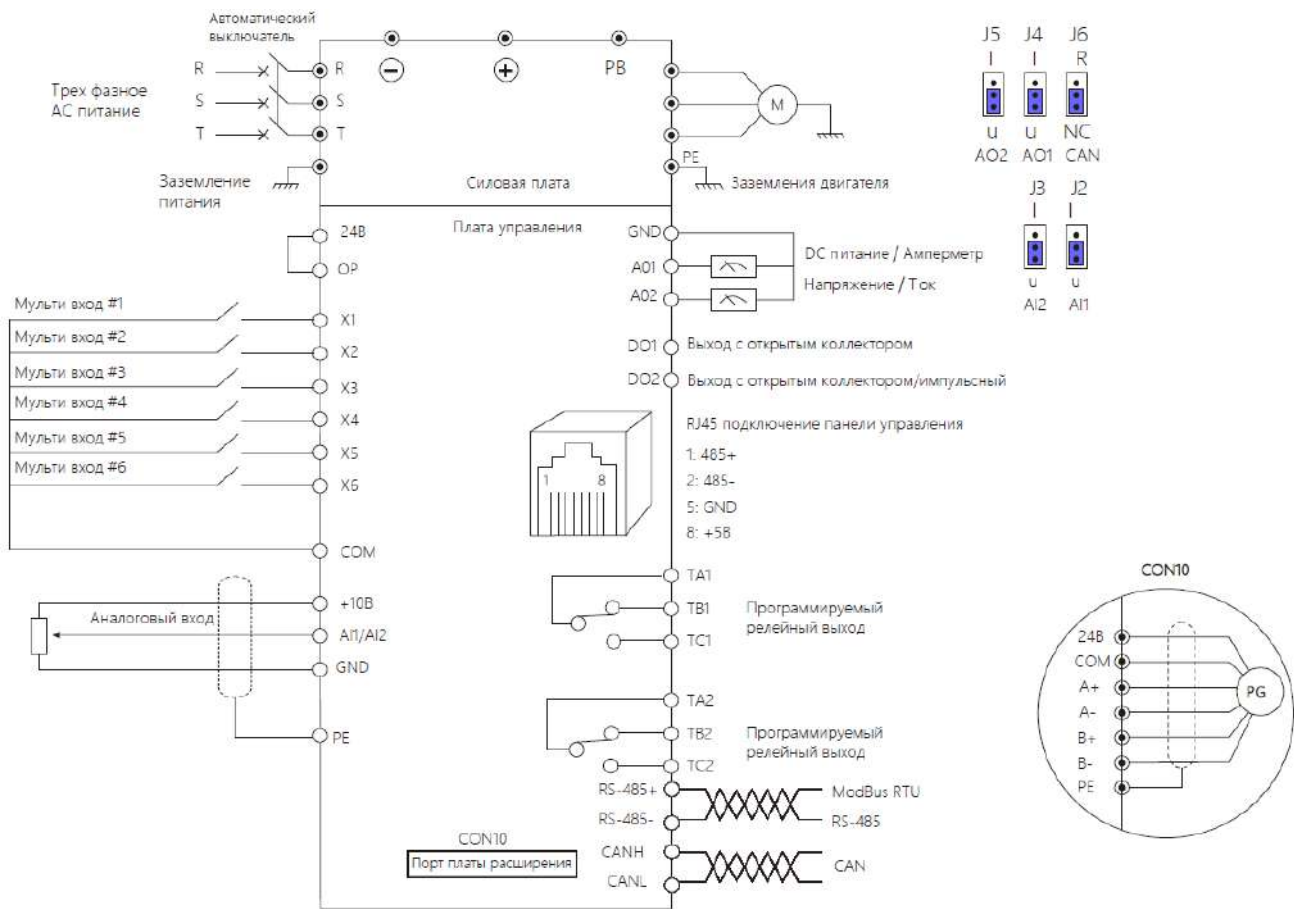 Автоматический
выключатель
R
S
T
Трех фазное
AC питание
R
S
T
⊖
⊕
PB
M
PE
Заземление
питания
Силовая плата
Заземления двигателя
Плата управления
24В
OP
Мульти вход #1
Мульти вход #2
Мульти вход #3
Мульти вход #4
Мульти вход #5
Мульти вход #6
X1
X2
X3
X4
X5
X6
COM
+10В
Аналоговый вход
AI1/AI2
GND
PE
GND
A01
A02
DC питание / Амперметр
Напряжение / Ток
DO1
Выход с открытым коллектором
DO2
Выход с открытым коллектором/импульсный
1
8
RJ45 подключение панели управления
1: 485+
2: 485-
5: GND
8: +5В
TA1
TB1
TC1
Программируемый
релейный выход
TA2
TB2
TC2
Программируемый
релейный выход
RS-485+
RS-485-
ModBus RTU
RS-485
CON10
Порт платы расширения
CANH
CANL
CAN
J5
J4
J6
I
I
R
u
u
NC
AO2
AO1
CAN
J3
J2
I
I
u
u
AI2
AI1
CON10
24В
COM
A+
A-
B+
B-
PE
PG